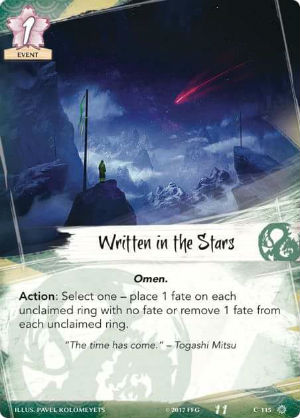 1
EVENT
Written in the Stars
Omen.
Action: Select one – place 1 fate on each
unclaimed ring with no fate or remove 1 fate from
each unclaimed ring.
"The time has come." – Togashi Mitsu
ILLUS. PAVEL KOLOMEYETS © 2017 FFG 11 C 115